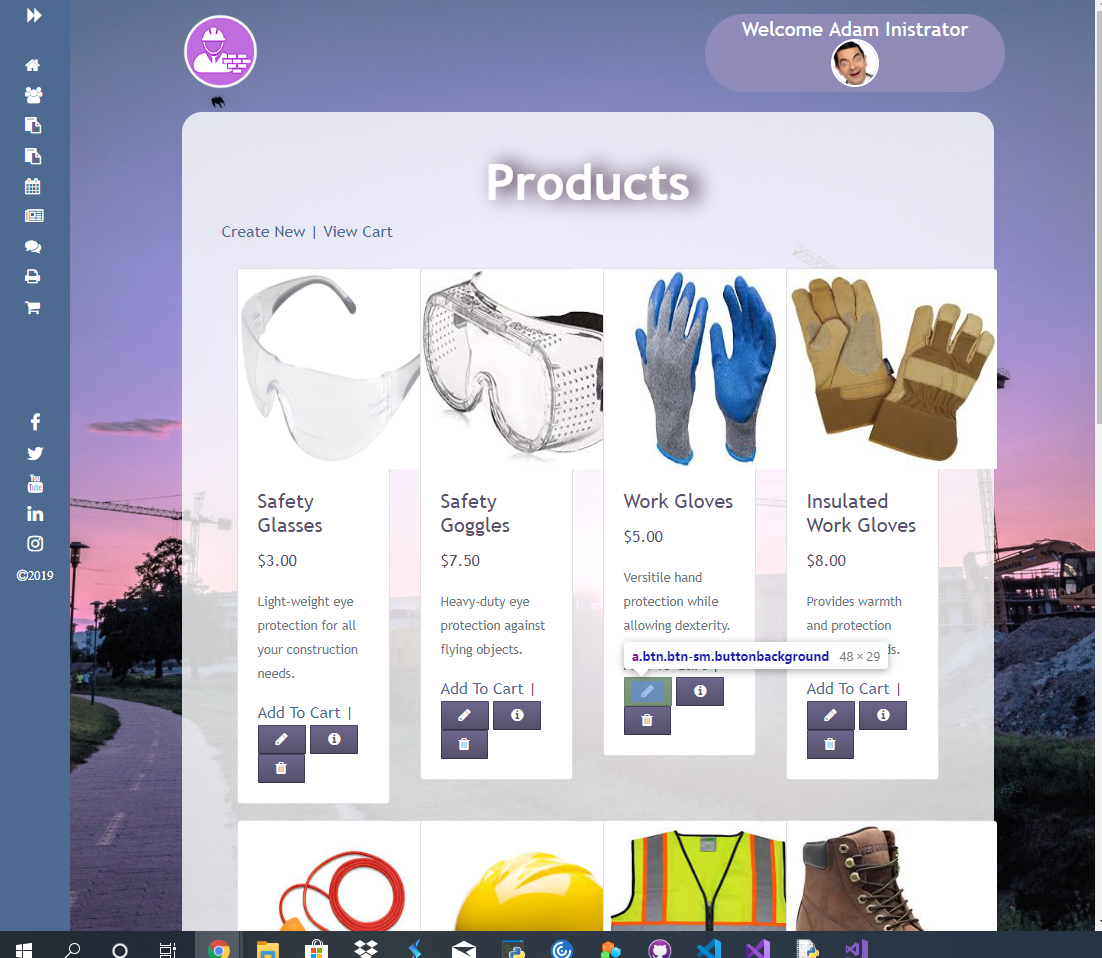 Welcome Adam Inistrator
Products
Create New | View Cart
Safety
Glasses
$3.00
Light-weight eye
protection for all
your construction
needs.
Add To Cart |
Safety
Goggles
$7.50
Heavy-duty eye
protection against
flying objects.
Add To Cart |
Work Gloves
$5.00
Versitile hand
protection while
allowing dexterity.
a.btn.btn-sm.buttonbackground 48 × 29
Insulated
Work Gloves
$8.00
Provides warmth
and protection
Add To Cart |
You
Tube
©2019